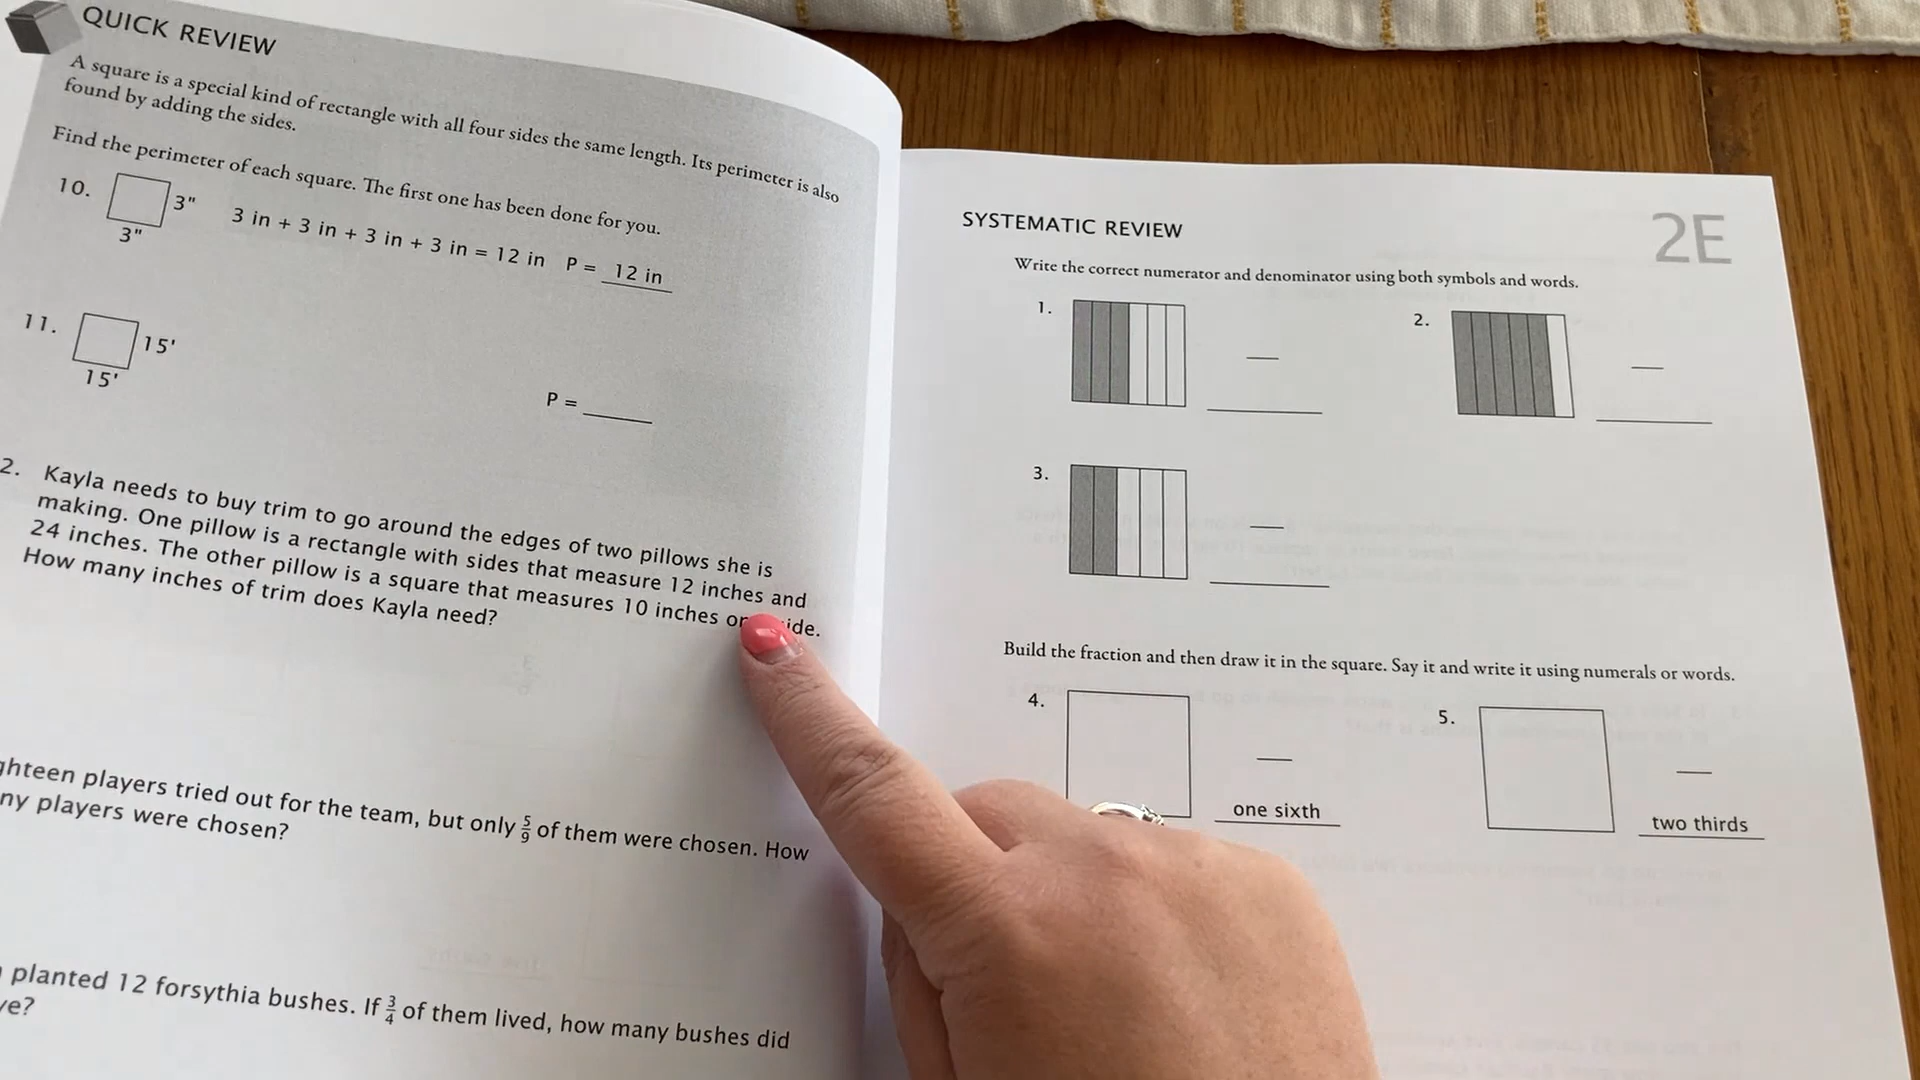 QUICK REVIEW
A square is a special kind of rectangle with all four sides the same length. Its perimeter is also
found by adding the sides.
Find the perimeter of each square. The first one has been done for you.
10.
3"
3"
3 in + 3 in + 3 in + 3 in = 12 in P = 12 in
11.
15'
15'
P =
2. Kayla needs to buy trim to go around the edges of two pillows she is
making. One pillow is a rectangle with sides that measure 12 inches and
24 inches. The other pillow is a square that measures 10 inches
How many inches of trim does Kayla need?
players tried out for the team, but only 5/9 of them were chosen. How
players were chosen?
planted 12 forsythia bushes. If 3/4 of them lived, how many bushes did
SYSTEMATIC REVIEW
2E
Write the correct numerator and denominator using both symbols and words.
1.
2.
3.
Build the fraction and then draw it in the square. Say it and write it using numerals or words.
4.
one sixth
5.
two thirds